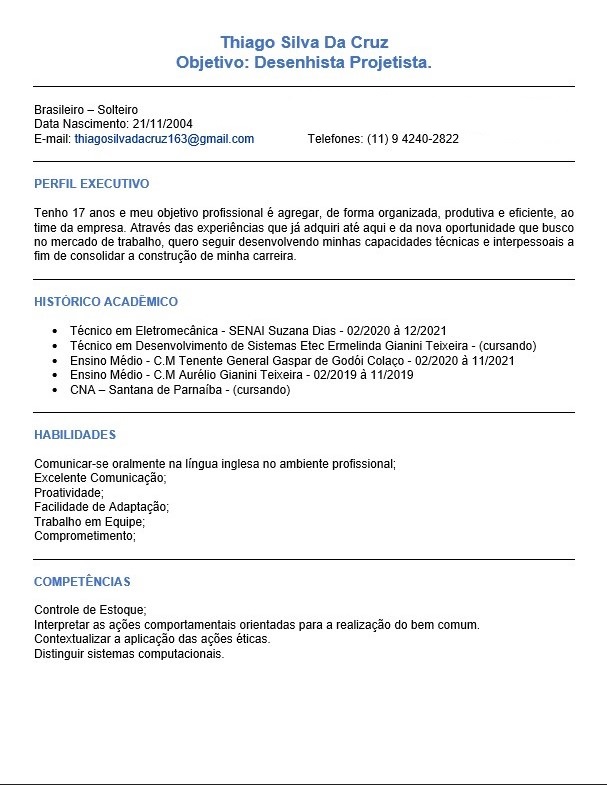 Thiago Silva Da Cruz
Objetivo: Desenhista Projetista.
Brasileiro – Solteiro
Data Nascimento: 21/11/2004
E-mail: thiagosilvadacruz163@gmail.com Telefones: (11) 9 4240-2822
PERFIL EXECUTIVO
Tenho 17 anos e meu objetivo profissional é agregar, de forma organizada, produtiva e eficiente, ao
time da empresa. Através das experiências que já adquiri até aqui e da nova oportunidade que busco
no mercado de trabalho, quero seguir desenvolvendo minhas capacidades técnicas e interpessoais a
fim de consolidar a construção de minha carreira.
HISTÓRICO ACADÊMICO
• Técnico em Eletromecânica - SENAI Suzana Dias - 02/2020 à 12/2021
• Técnico em Desenvolvimento de Sistemas Etec Ermelinda Gianini Teixeira - (cursando)
• Ensino Médio - C.M Tenente General Gaspar de Godói Colaço - 02/2020 à 11/2021
• Ensino Médio - C.M Aurélio Gianini Teixeira - 02/2019 à 11/2019
• CNA – Santana de Parnaíba - (cursando)
HABILIDADES
Comunicar-se oralmente na língua inglesa no ambiente profissional;
Excelente Comunicação;
Proatividade;
Facilidade de Adaptação;
Trabalho em Equipe;
Comprometimento;
COMPETÊNCIAS
Controle de Estoque;
Interpretar as ações comportamentais orientadas para a realização do bem comum.
Contextualizar a aplicação das ações éticas.
Distinguir sistemas computacionais.